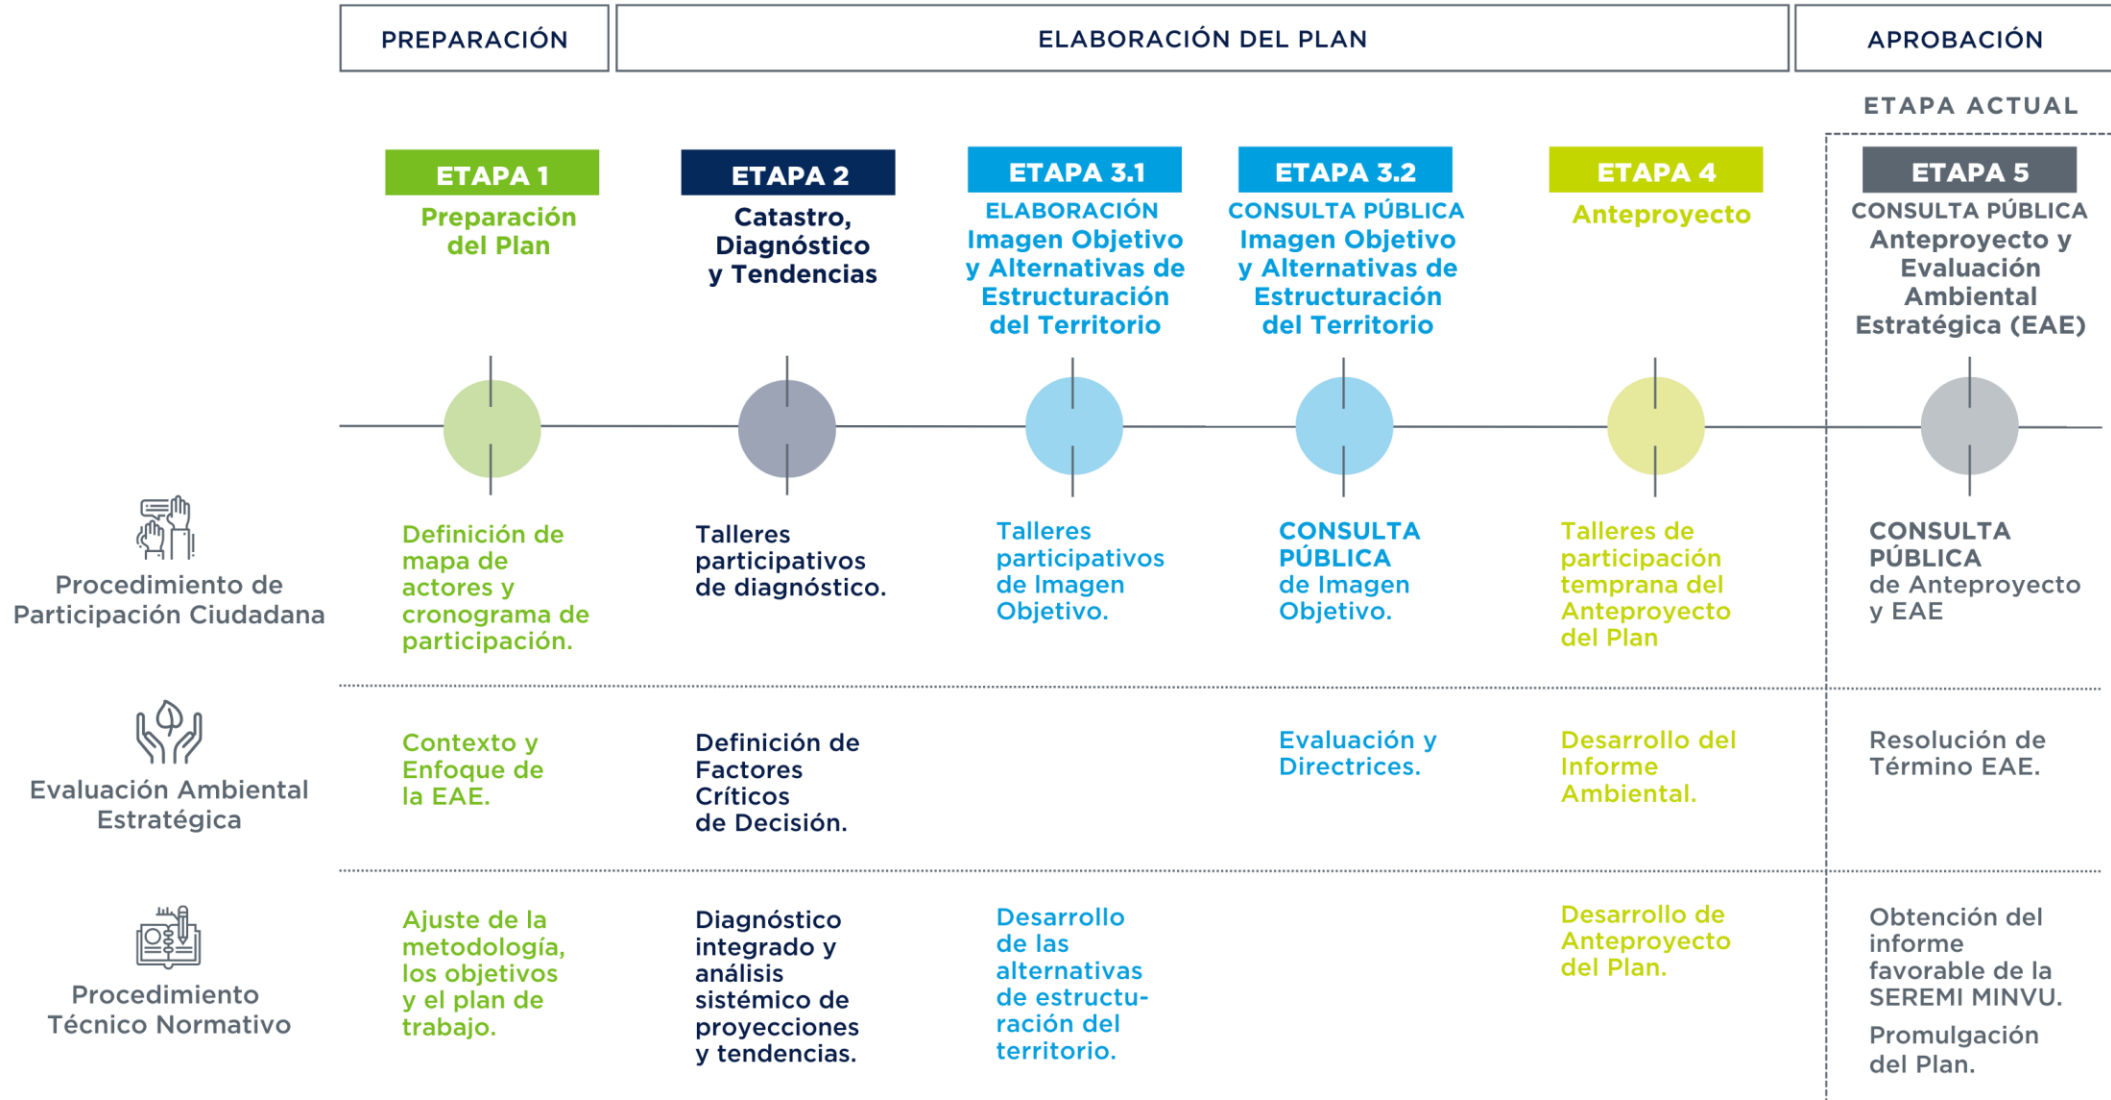 PREPARACIÓN
ELABORACIÓN DEL PLAN
APROBACIÓN
ETAPA ACTUAL
ETAPA 1
Preparación
del Plan
ETAPA 2
Catastro,
Diagnóstico
y Tendencias
ETAPA 3.1
ELABORACIÓN
Imagen Objetivo
y Alternativas de
Estructuración
del Territorio
ETAPA 3.2
CONSULTA PÚBLICA
Imagen Objetivo
y Alternativas de
Estructuración
del Territorio
ETAPA 4
Anteproyecto
ETAPA 5
CONSULTA PÚBLICA
Anteproyecto y
Evaluación
Ambiental
Estratégica (EAE)
Procedimiento de
Participación Ciudadana
Definición de
mapa de
actores y
cronograma de
participación.
Talleres
participativos
de diagnóstico.
Talleres
participativos
de Imagen
Objetivo.
CONSULTA
PÚBLICA
de Imagen
Objetivo.
Talleres de
participación
temprana del
Anteproyecto
del Plan
CONSULTA
PÚBLICA
de Anteproyecto
y EAE
Evaluación Ambiental
Estratégica
Contexto y
Enfoque de
la EAE.
Definición de
Factores
Críticos
de Decisión.
Evaluación y
Directrices.
Desarrollo del
Informe
Ambiental.
Resolución de
Término EAE.
Procedimiento
Técnico Normativo
Ajuste de la
metodología,
los objetivos
y el plan de
trabajo.
Diagnóstico
integrado y
análisis
sistémico de
proyecciones
y tendencias.
Desarrollo
de las
alternativas
de estructu-
ración del
territorio.
Desarrollo de
Anteproyecto
del Plan.
Obtención del
informe
favorable de la
SEREMI MINVU.
Promulgación
del Plan.